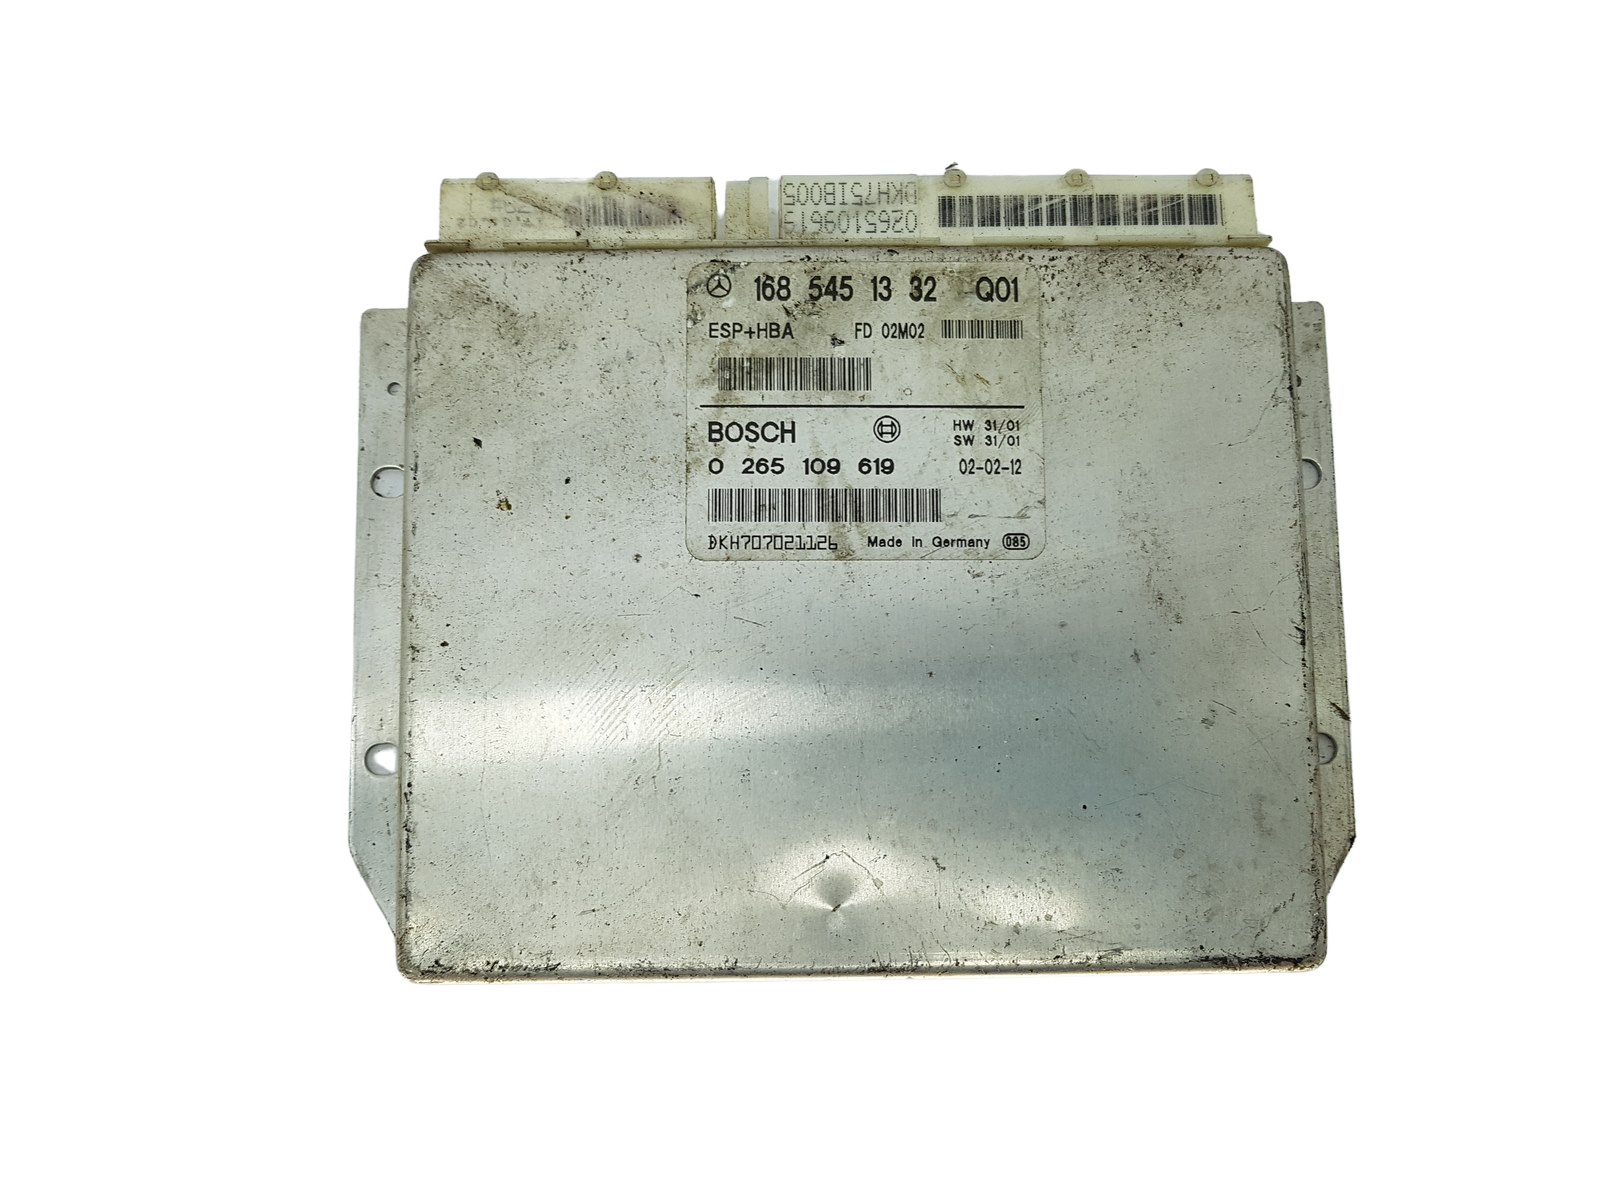 DKH75IB005
0265109619
168 545 13 32 Q01
ESP+HBA FD 02M02
BOSCH HW 31/01
SW 31/01
0 265 109 619 02-02-12
DKH707021126 Made in Germany 085